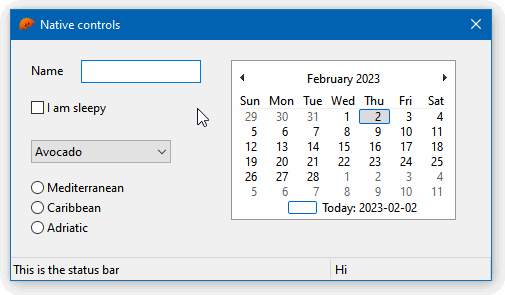 Native controls
Name
I am sleepy
Avocado
Mediterranean
Caribbean
Adriatic
February 2023
Sun Mon Tue Wed Thu Fri Sat
29 30 31 1 2 3 4
5 6 7 8 9 10 11
12 13 14 15 16 17 18
19 20 21 22 23 24 25
26 27 28 1 2 3 4
5 6 7 8 9 10 11
Today: 2023-02-02
This is the status bar
Hi